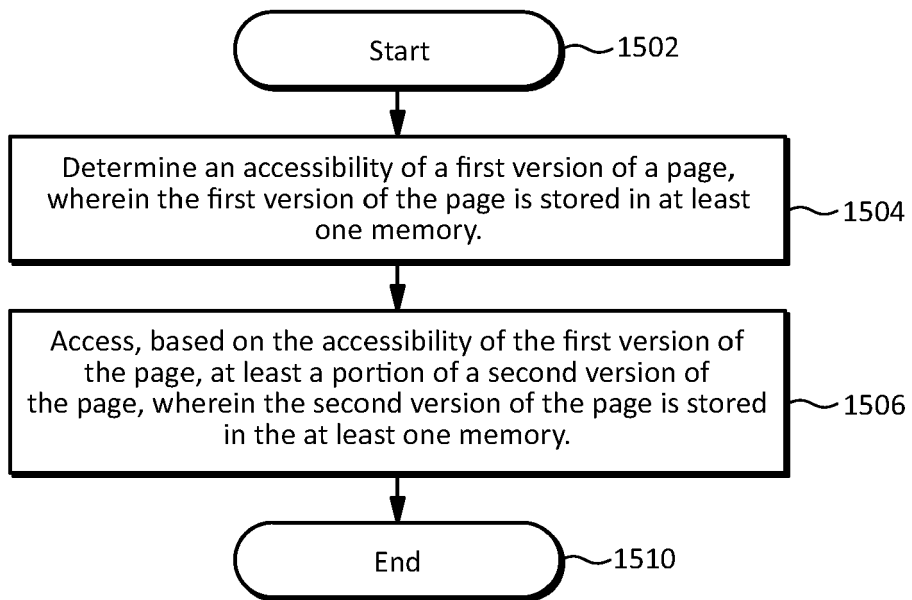 Start
1502
Determine an accessibility of a first version of a page,
wherein the first version of the page is stored in at least
one memory.
1504
Access, based on the accessibility of the first version of
the page, at least a portion of a second version of
the page, wherein the second version of the page is stored
in the at least one memory.
1506
End
1510